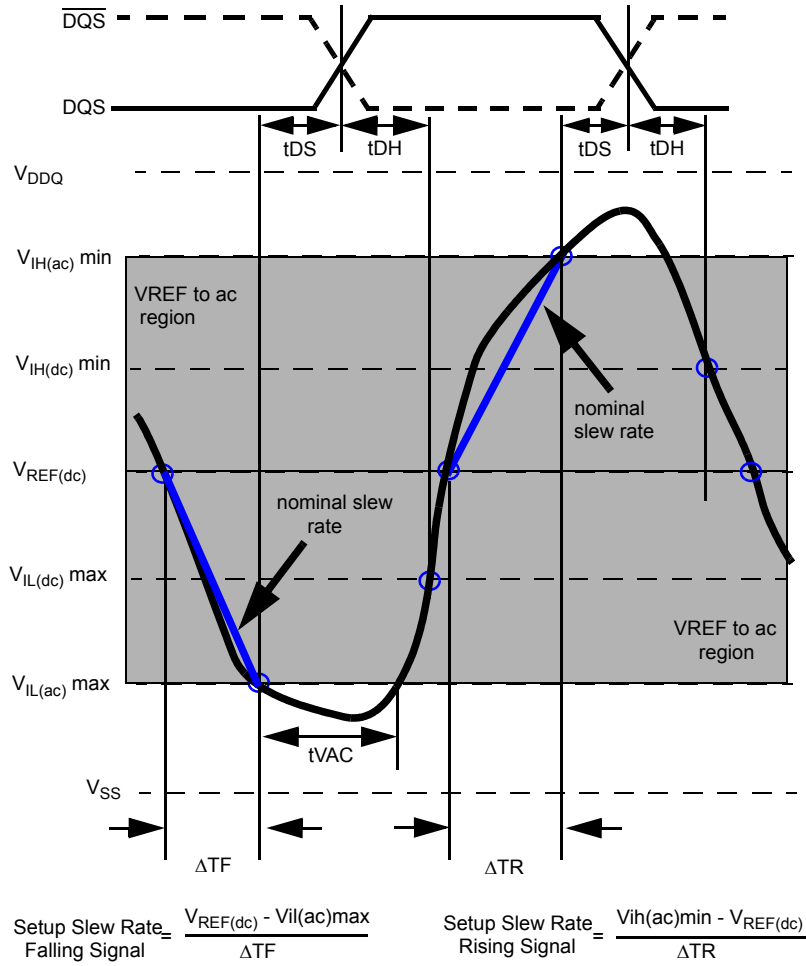 DQS
DQS
tDS
tDH
tDS
tDH
VDDQ
VIH(ac) min
VREF to ac
region
VIH(dc) min
nominal
slew rate
VREF(dc)
nominal slew
rate
VIL(dc) max
VREF to ac
region
VIL(ac) max
tVAC
VSS
ΔTF
ΔTR
Setup Slew Rate
Falling Signal
=
VREF(dc) - Vil(ac)max
ΔTF
Setup Slew Rate
Rising Signal
=
Vih(ac)min - VREF(dc)
ΔTR